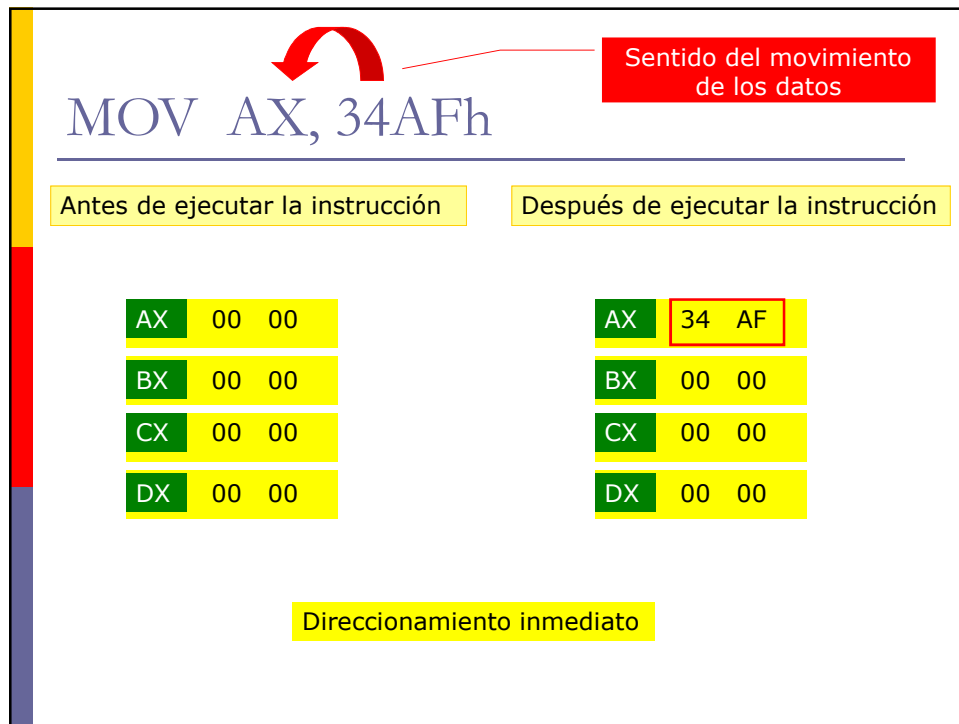 Sentido del movimiento
de los datos
MOV AX, 34AFh
Antes de ejecutar la instrucción
Después de ejecutar la instrucción
AX 00 00
BX 00 00
CX 00 00
DX 00 00
AX 34 AF
BX 00 00
CX 00 00
DX 00 00
Direccionamiento inmediato